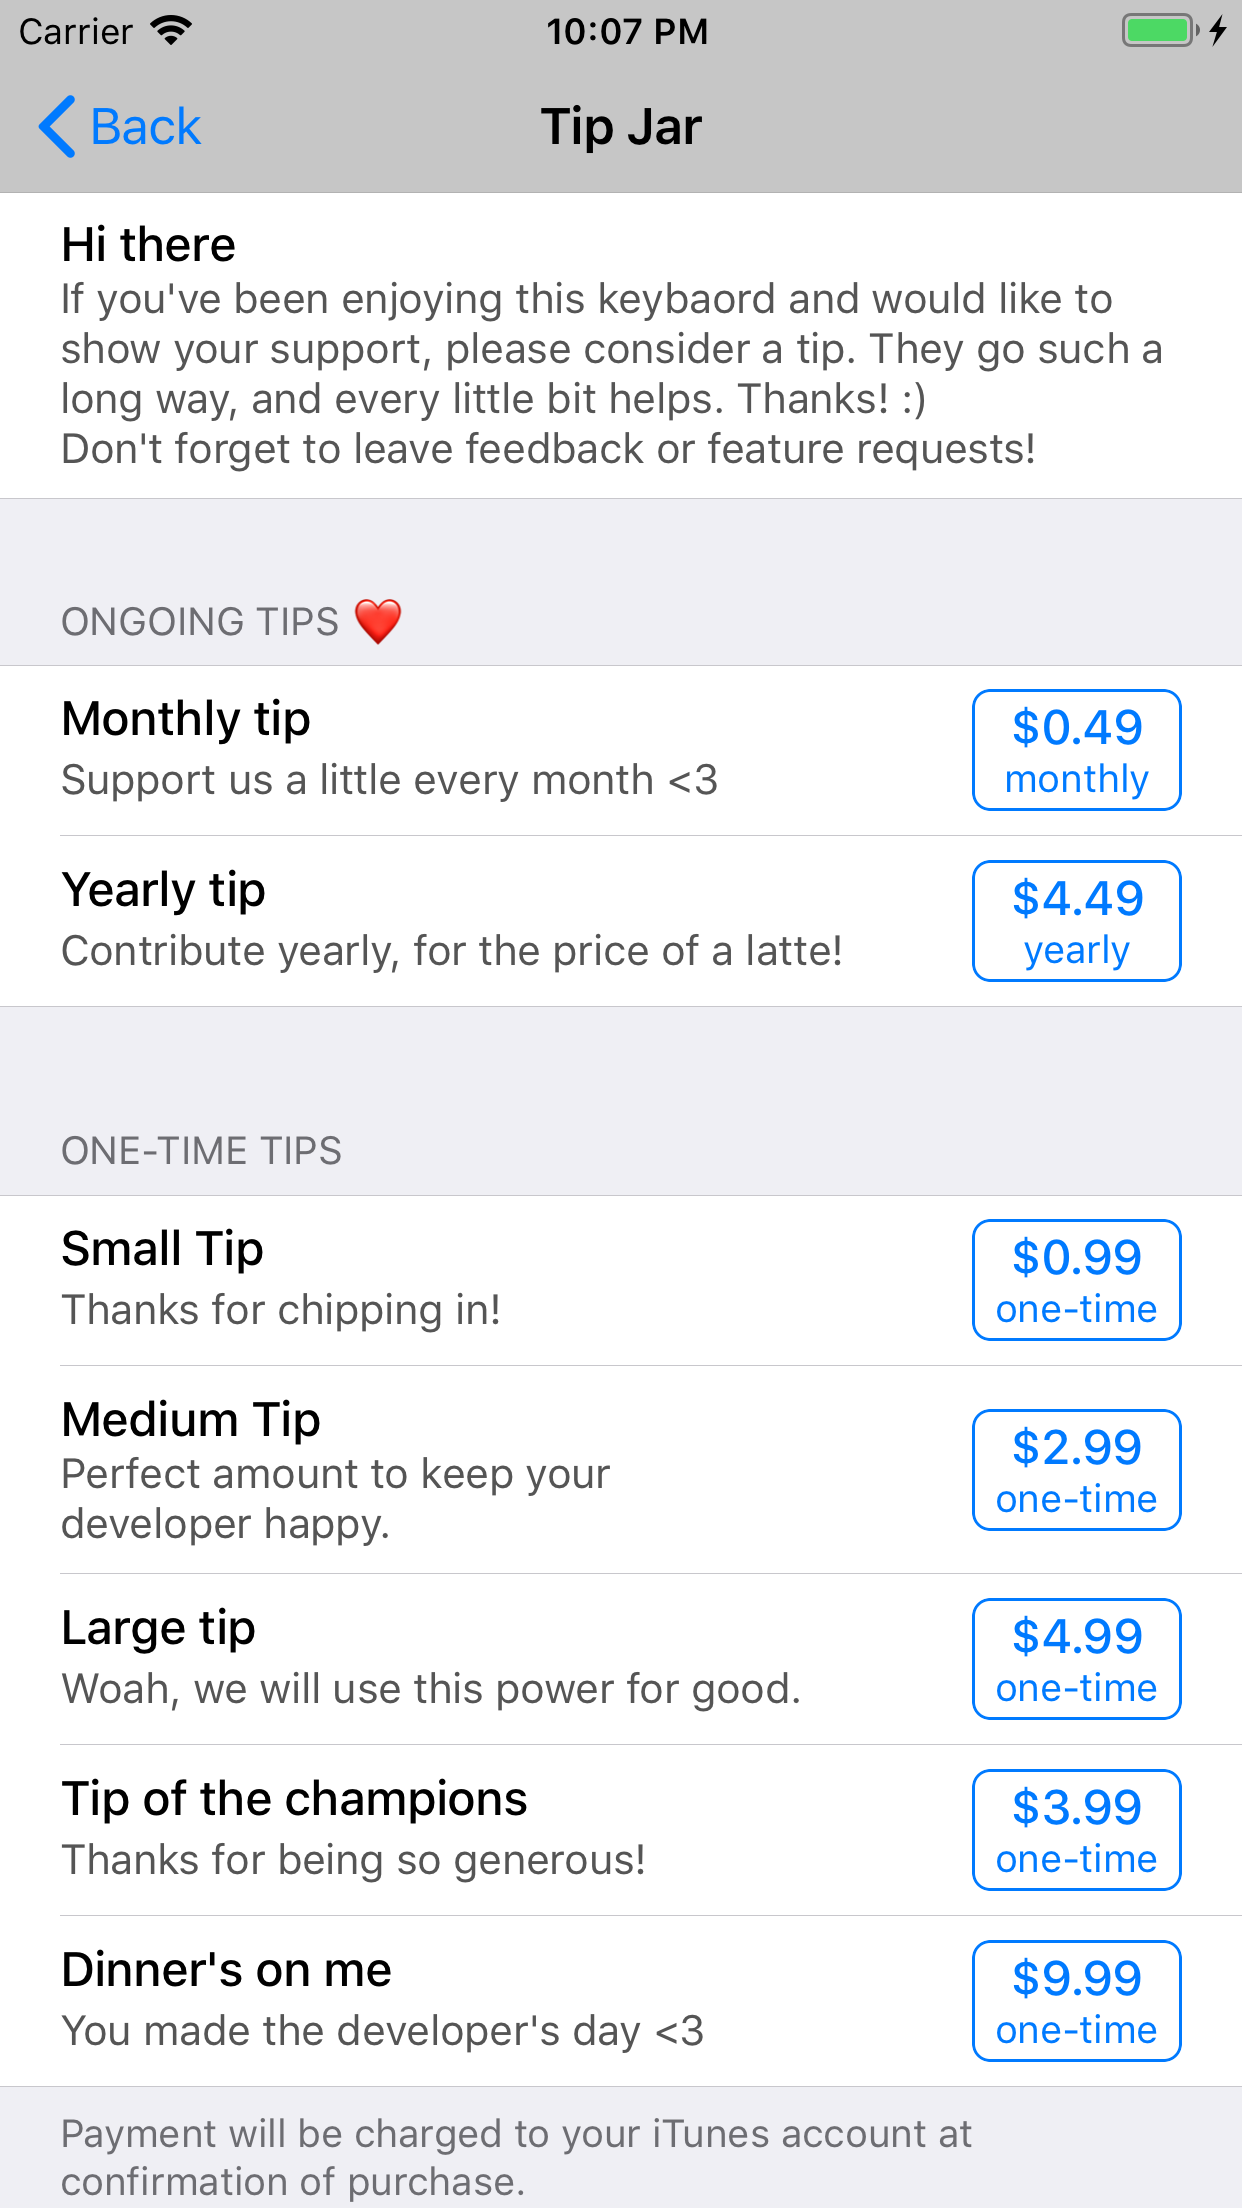 Carrier 10:07 PM
Back Tip Jar
Hi there
If you've been enjoying this keybaord and would like to
show your support, please consider a tip. They go such a
long way, and every little bit helps. Thanks! :)
Don't forget to leave feedback or feature requests!
ONGOING TIPS ❤️
Monthly tip
Support us a little every month <3
$0.49
monthly
Yearly tip
Contribute yearly, for the price of a latte!
$4.49
yearly
ONE-TIME TIPS
Small Tip
Thanks for chipping in!
$0.99
one-time
Medium Tip
Perfect amount to keep your
developer happy.
$2.99
one-time
Large tip
Woah, we will use this power for good.
$4.99
one-time
Tip of the champions
Thanks for being so generous!
$3.99
one-time
Dinner's on me
You made the developer's day <3
$9.99
one-time
Payment will be charged to your iTunes account at
confirmation of purchase.